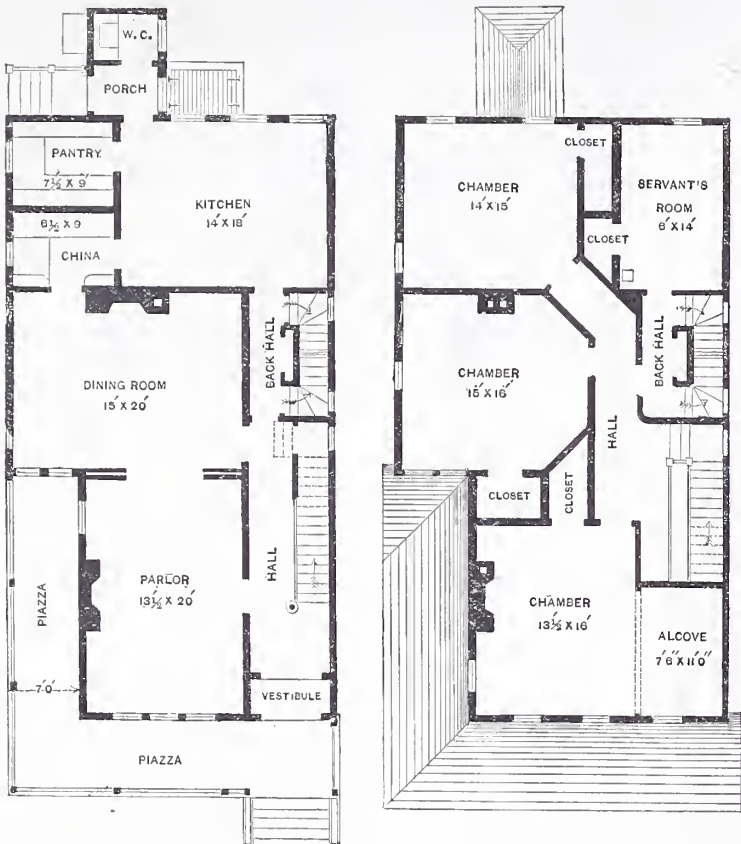 W.C.
PORCH
PANTRY
7½ X 9'
KITCHEN
14' X 18'
6½ X 9
CHINA
BACK HALL
DINING ROOM
15' X 20'
PIAZZA
PARLOR
13½ X 20'
HALL
7'0"
VESTIBULE
PIAZZA
CLOSET
CHAMBER
14' X 15'
SERVANT'S
ROOM
6' X 14'
CLOSET
CHAMBER
15' X 16'
BACK HALL
HALL
CLOSET
CLOSET
CHAMBER
13½ X 16'
ALCOVE
7'6" X 11'0"